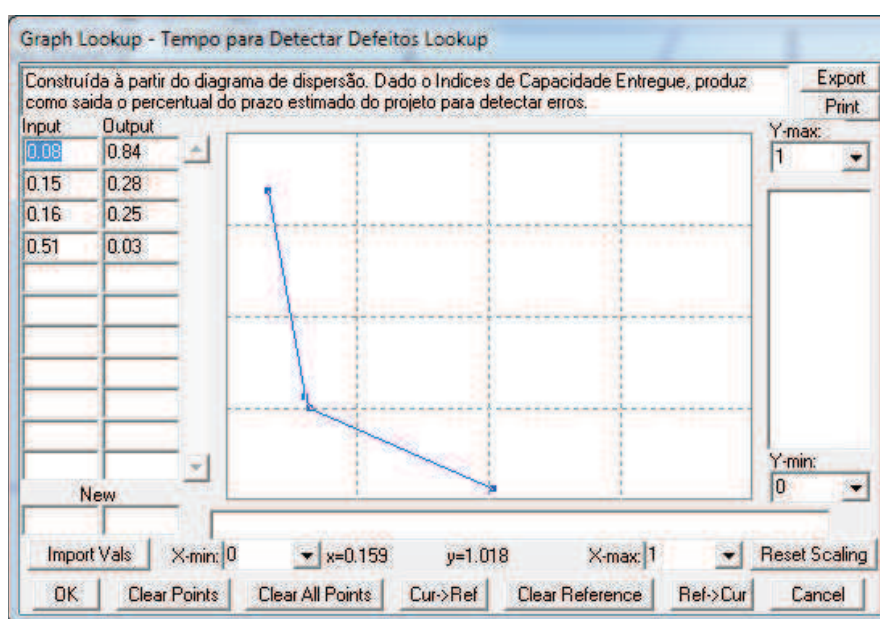 Graph Lookup - Tempo para Detectar Defeitos Lookup
Construída à partir do diagrama de dispersão. Dado o Indices de Capacidade Entregue, produz
como saida o percentual do prazo estimado do projeto para detectar erros.
Export
Print
Input Output
0.08 0.84
0.15 0.28
0.16 0.25
0.51 0.03
Y-max:
1
Y-min:
0
New
Import Vals X-min: 0 x=0.159 y=1.018 X-max: 1 Reset Scaling
OK Clear Points Clear All Points Cur->Ref Clear Reference Ref->Cur Cancel